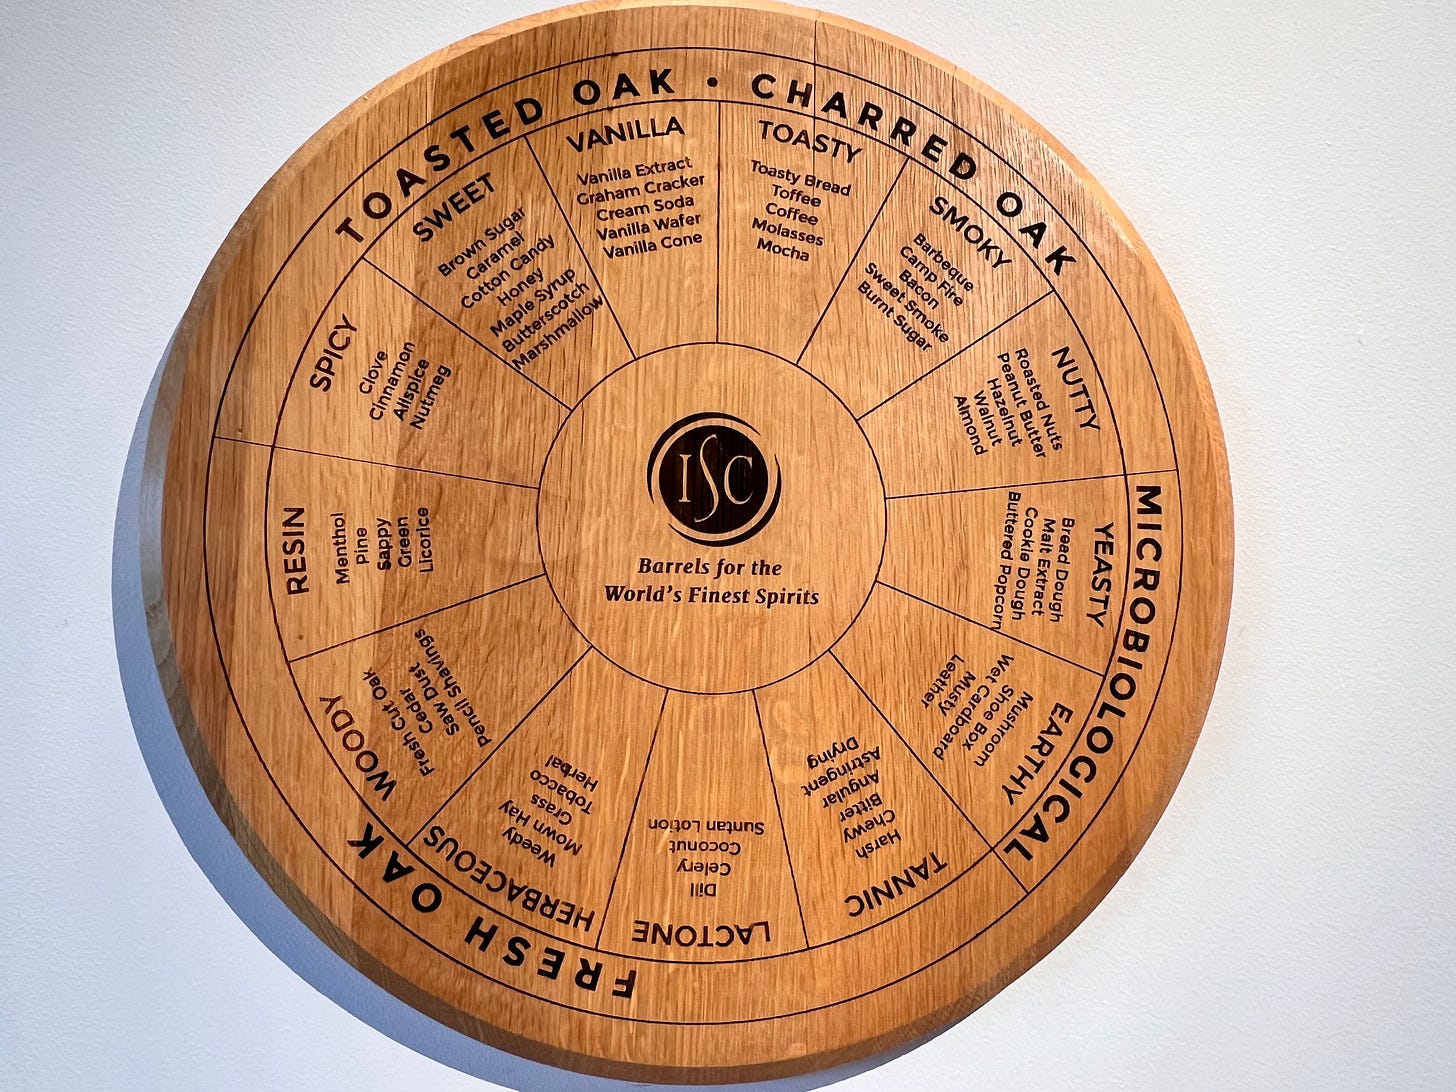 TOASTED OAK • CHARRED OAK
VANILLA
Vanilla Extract
Graham Cracker
Cream Soda
Vanilla Wafer
Vanilla Cone
TOASTY
Toasty Bread
Toffee
Coffee
Molasses
Mocha
SMOKY
Barbeque
Camp Fire
Bacon
Sweet Smoke
Burnt Sugar
NUTTY
Roasted Nuts
Peanut Butter
Hazelnut
Walnut
Almond
MICROBIOLOGICAL
YEASTY
Bread Dough
Malt Extract
Cookie Dough
Buttered Popcorn
EARTHY
Mushroom
Shoe Box
Wet Cardboard
Musty
Leather
FRESH OAK
TANNIC
Harsh
Chewy
Bitter
Angular
Astringent
Drying
LACTONE
Dill
Celery
Coconut
Suntan Lotion
HERBACEOUS
Weedy
Mown Hay
Grass
Tobacco
Herbal
WOODY
Fresh Cut Oak
Cedar
Saw Dust
Pencil Shavings
RESIN
Menthol
Pine
Sappy
Green
Licorice
SPICY
Clove
Cinnamon
Allspice
Nutmeg
SWEET
Brown Sugar
Caramel
Cotton Candy
Honey
Maple Syrup
Butterscotch
Marshmallow
ISC
Barrels for the
World's Finest Spirits